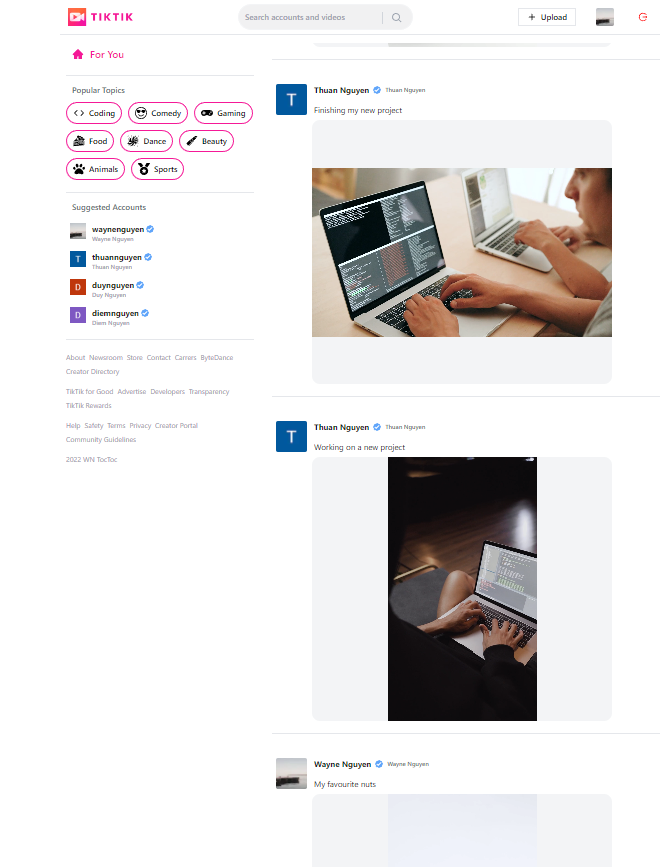 TIKTIK
Search accounts and videos
+ Upload
For You
Popular Topics
Coding Comedy Gaming
Food Dance Beauty
Animals Sports
Suggested Accounts
waynenguyen
Wayne Nguyen
T thuannguyen
Thuan Nguyen
D duynguyen
Duy Nguyen
D diemnguyen
Diem Nguyen
About Newsroom Store Contact Carrers ByteDance
Creator Directory
TikTik for Good Advertise Developers Transparency
TikTik Rewards
Help Safety Terms Privacy Creator Portal
Community Guidelines
2022 WN TocToc
T Thuan Nguyen Thuan Nguyen
Finishing my new project
T Thuan Nguyen Thuan Nguyen
Working on a new project
Wayne Nguyen Wayne Nguyen
My favourite nuts